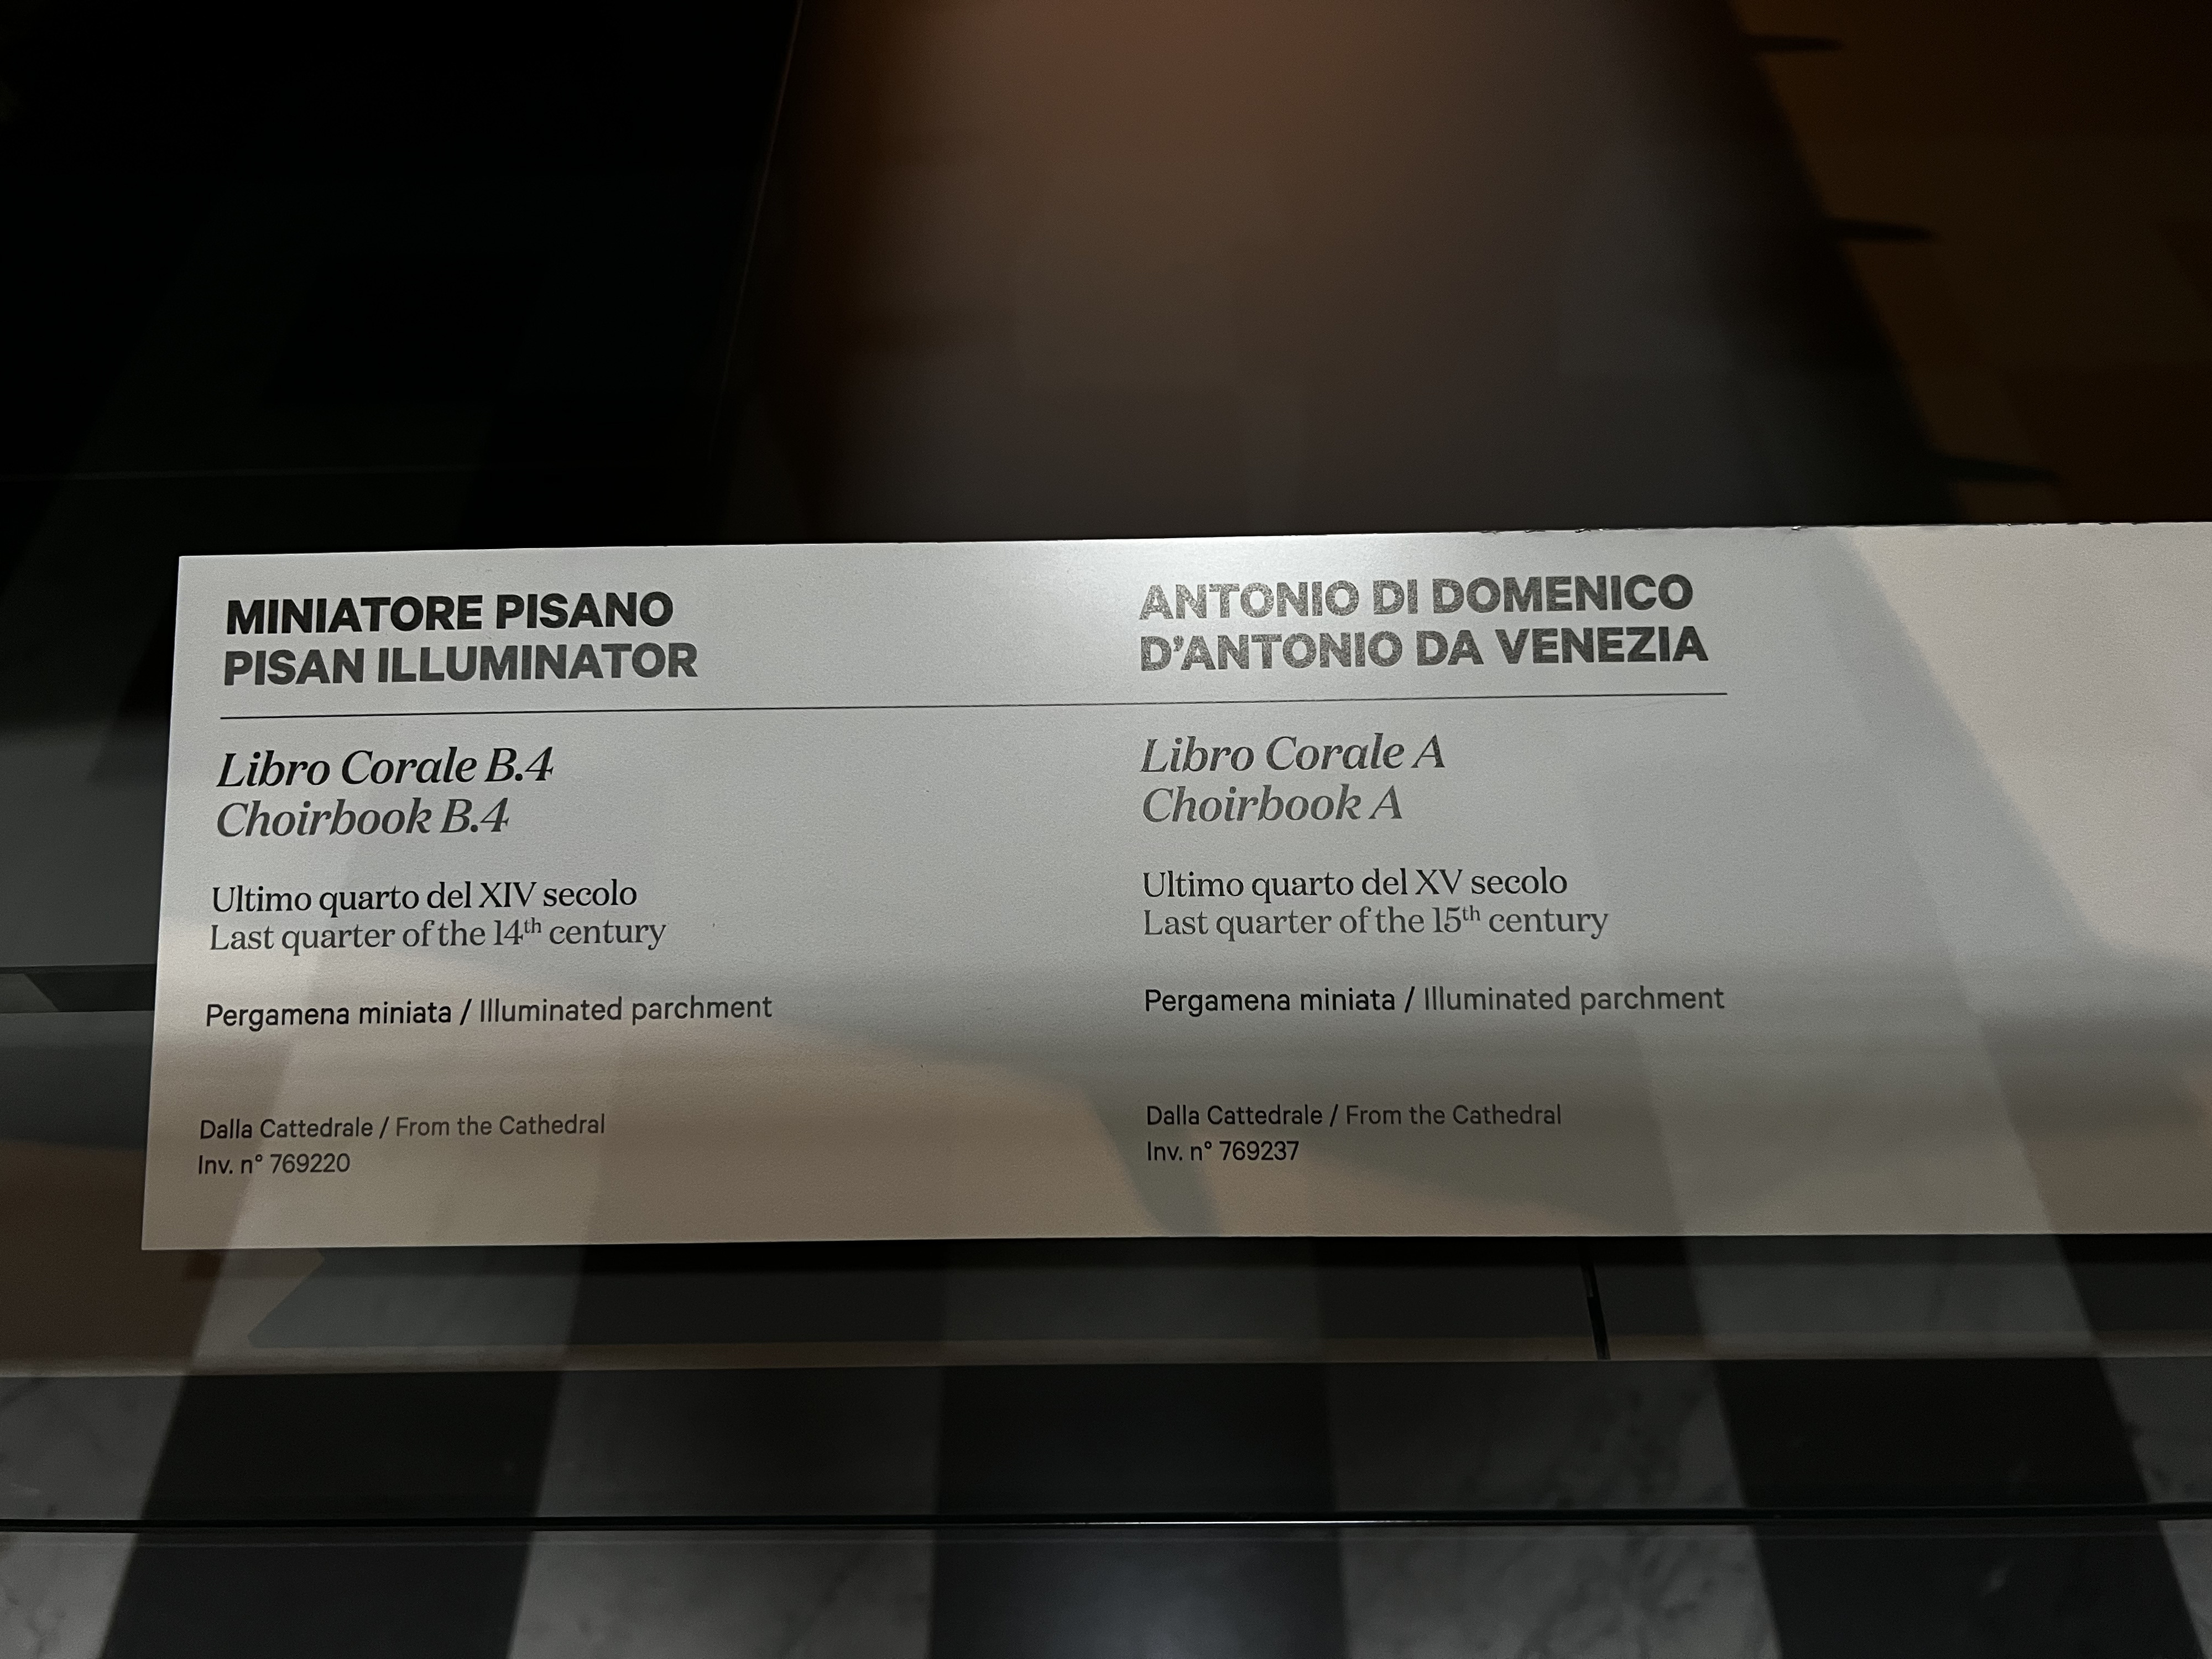 MINIATORE PISANO
PISAN ILLUMINATOR
Libro Corale B.4
Choirbook B.4
Ultimo quarto del XIV secolo
Last quarter of the 14th century
Pergamena miniata / Illuminated parchment
Dalla Cattedrale / From the Cathedral
Inv. n° 769220
ANTONIO DI DOMENICO
D'ANTONIO DA VENEZIA
Libro Corale A
Choirbook A
Ultimo quarto del XV secolo
Last quarter of the 15th century
Pergamena miniata / Illuminated parchment
Dalla Cattedrale / From the Cathedral
Inv. n° 769237